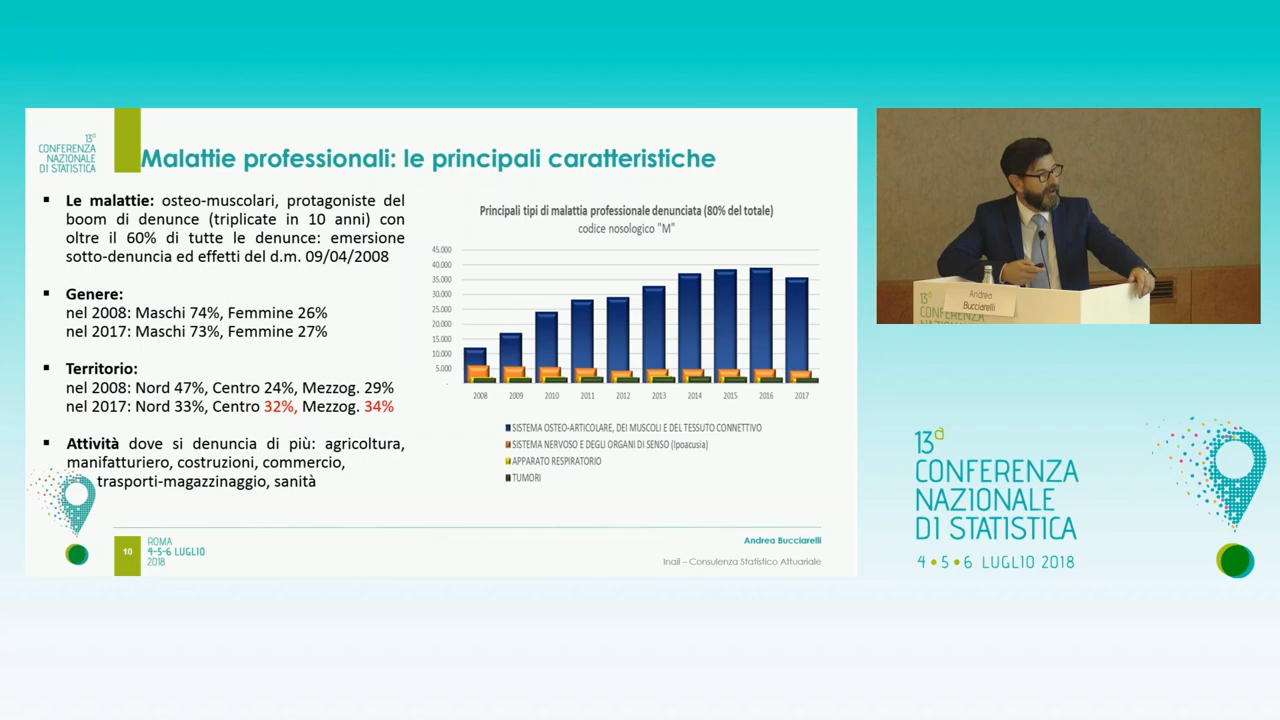 13a
CONFERENZA
NAZIONALE
DI STATISTICA
Malattie professionali: le principali caratteristiche
▪ Le malattie: osteo-muscolari, protagoniste del
boom di denunce (triplicate in 10 anni) con
oltre il 60% di tutte le denunce: emersione
sotto-denuncia ed effetti del d.m. 09/04/2008
▪ Genere:
nel 2008: Maschi 74%, Femmine 26%
nel 2017: Maschi 73%, Femmine 27%
▪ Territorio:
nel 2008: Nord 47%, Centro 24%, Mezzog. 29%
nel 2017: Nord 33%, Centro 32%, Mezzog. 34%
▪ Attività dove si denuncia di più: agricoltura,
manifatturiero, costruzioni, commercio,
trasporti-magazzinaggio, sanità
Principali tipi di malattia professionale denunciata (80% del totale)
codice nosologico "M"
45.000
40.000
35.000
30.000
25.000
20.000
15.000
10.000
5.000
-
2008 2009 2010 2011 2012 2013 2014 2015 2016 2017
SISTEMA OSTEO-ARTICOLARE, DEI MUSCOLI E DEL TESSUTO CONNETTIVO
SISTEMA NERVOSO E DEGLI ORGANI DI SENSO (Ipoacusia)
APPARATO RESPIRATORIO
TUMORI
10
ROMA
4-5-6 LUGLIO
2018
Andrea Bucciarelli
Inail – Consulenza Statistico Attuariale
Andrea
Bucciarelli
13a
CONFERENZA
13a
CONFERENZA
NAZIONALE
DI STATISTICA
4•5•6 LUGLIO 2018